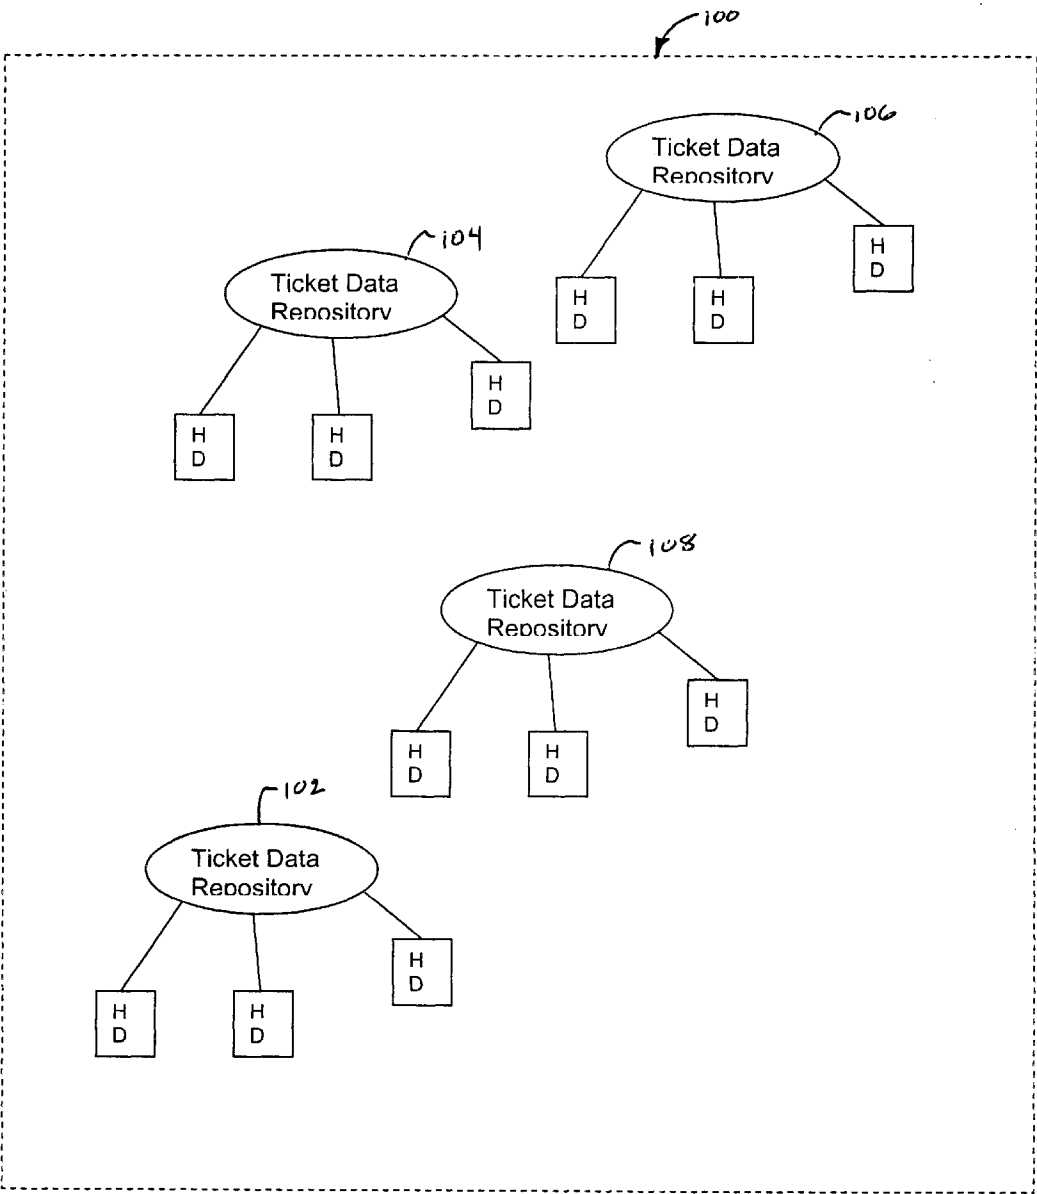 100
106
Ticket Data
Repository
H
D
H
D
H
D
104
Ticket Data
Repository
H
D
H
D
H
D
108
Ticket Data
Repository
H
D
H
D
H
D
102
Ticket Data
Repository
H
D
H
D
H
D